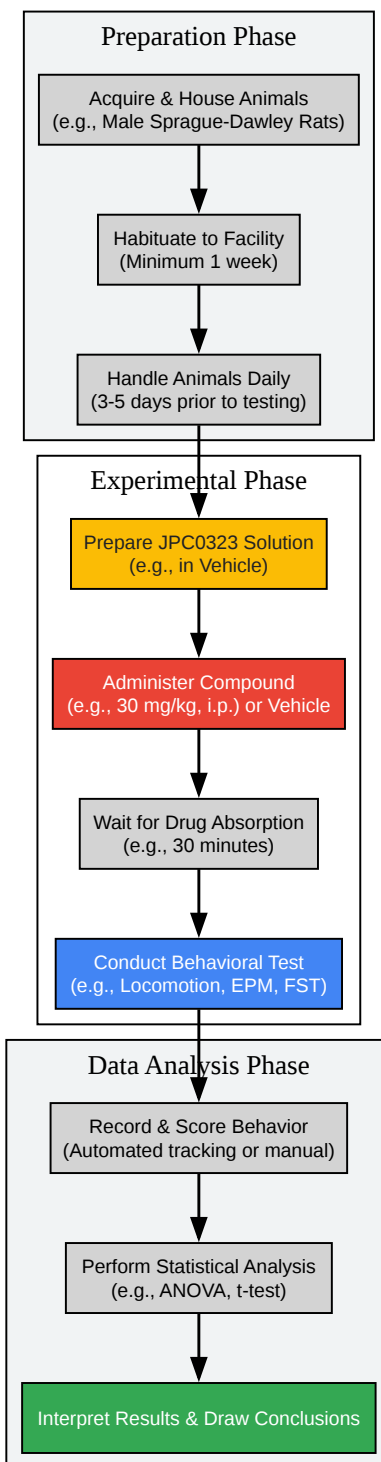 Preparation Phase
Acquire & House Animals
(e.g., Male Sprague-Dawley Rats)
Habituate to Facility
(Minimum 1 week)
Handle Animals Daily
(3-5 days prior to testing)
Experimental Phase
Prepare JPC0323 Solution
(e.g., in Vehicle)
Administer Compound
(e.g., 30 mg/kg, i.p.) or Vehicle
Wait for Drug Absorption
(e.g., 30 minutes)
Conduct Behavioral Test
(e.g., Locomotion, EPM, FST)
Data Analysis Phase
Record & Score Behavior
(Automated tracking or manual)
Perform Statistical Analysis
(e.g., ANOVA, t-test)
Interpret Results & Draw Conclusions